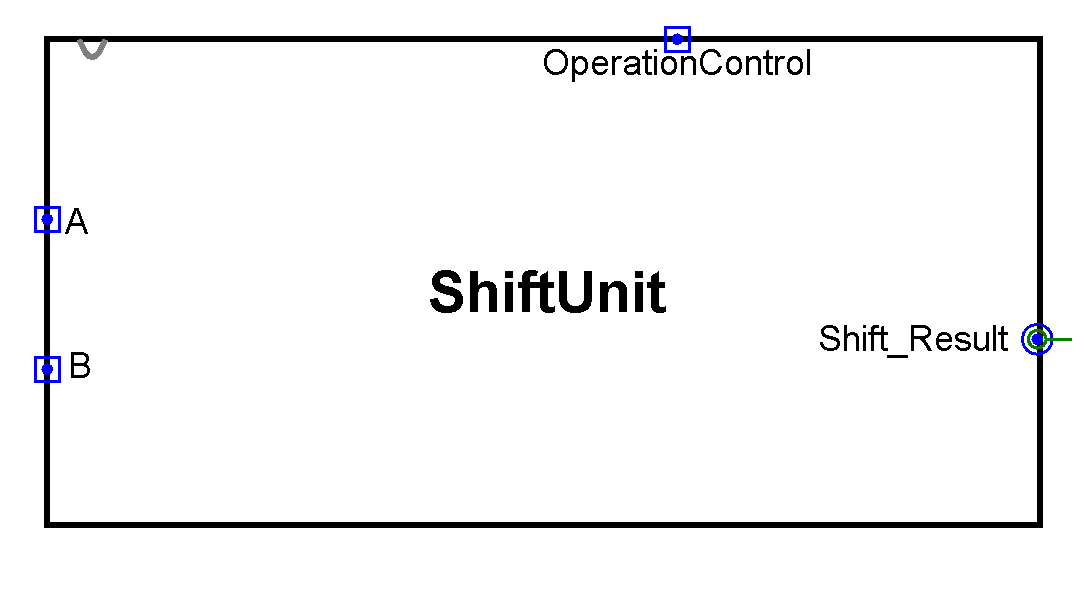 OperationControl
A
ShiftUnit
Shift_Result
B